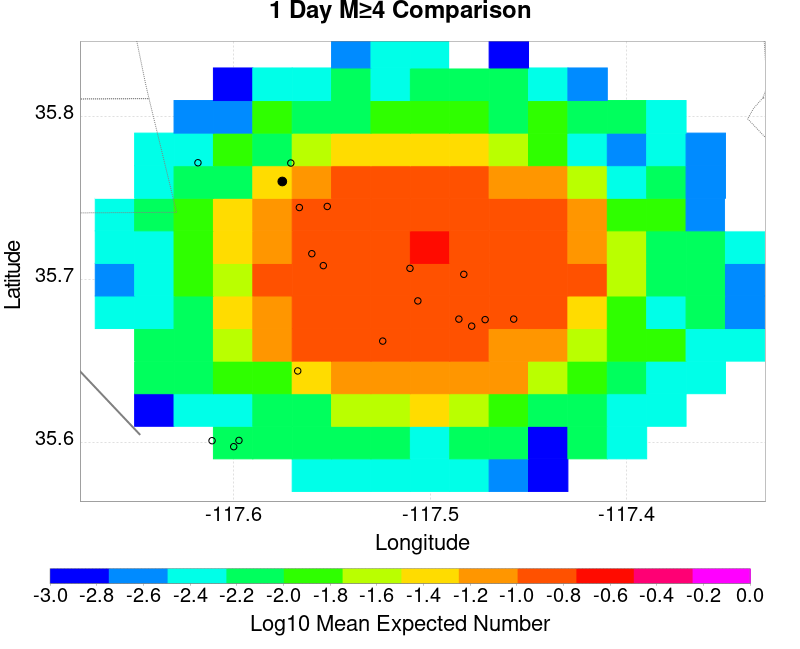 1 Day M≥4 Comparison
35.8
35.7
35.6
Latitude
-117.6 -117.5 -117.4
Longitude
-3.0 -2.8 -2.6 -2.4 -2.2 -2.0 -1.8 -1.6 -1.4 -1.2 -1.0 -0.8 -0.6 -0.4 -0.2 0.0
Log10 Mean Expected Number